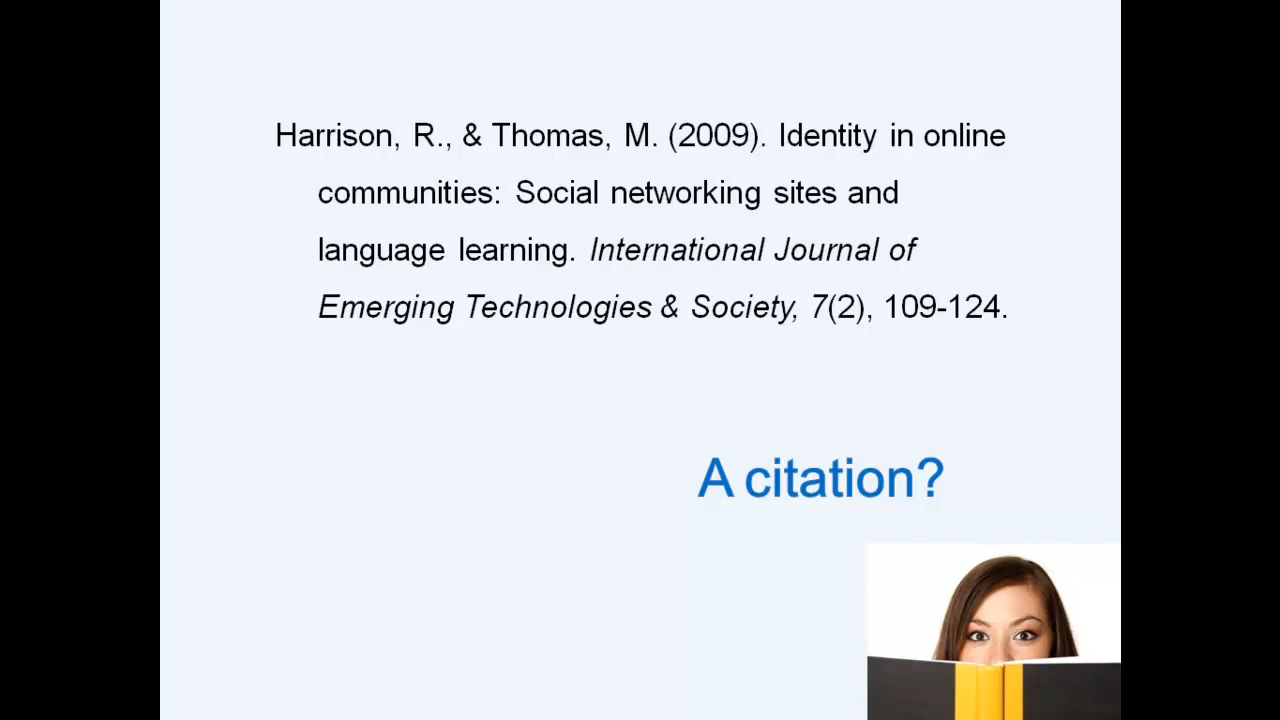 Harrison, R., & Thomas, M. (2009). Identity in online
communities: Social networking sites and
language learning. International Journal of
Emerging Technologies & Society, 7(2), 109-124.
A citation?